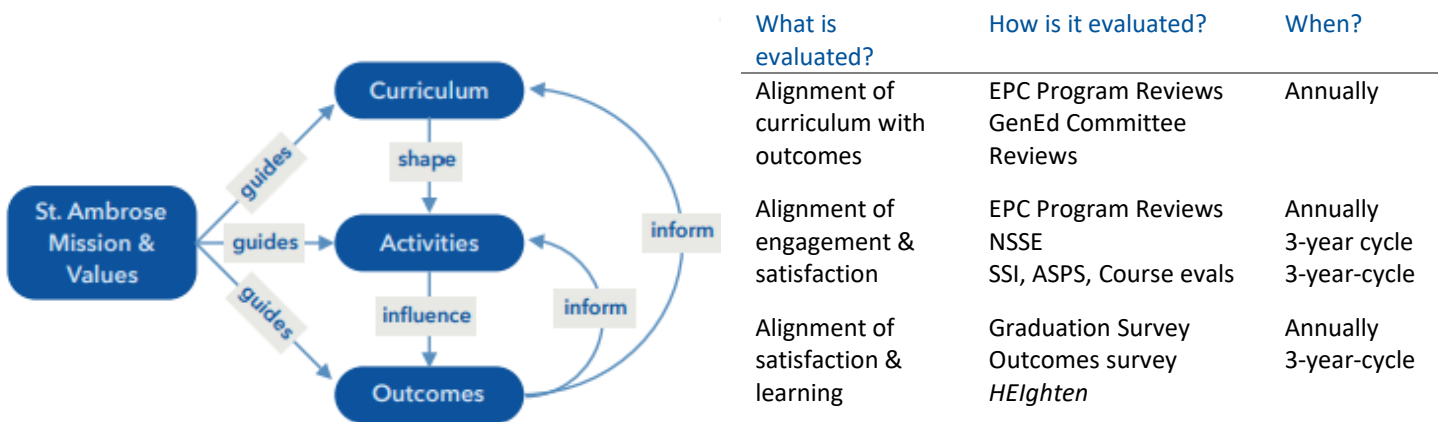 Curriculum
guides
shape
St. Ambrose
Mission &
Values
guides
Activities
inform
guides
influence
inform
Outcomes
What is
evaluated?
How is it evaluated?
When?
Alignment of
curriculum with
outcomes
EPC Program Reviews
GenEd Committee
Reviews
Annually
Alignment of
engagement &
satisfaction
EPC Program Reviews
NSSE
SSI, ASPS, Course evals
Annually
3-year cycle
3-year-cycle
Alignment of
satisfaction &
learning
Graduation Survey
Outcomes survey
HEIghten
Annually
3-year-cycle